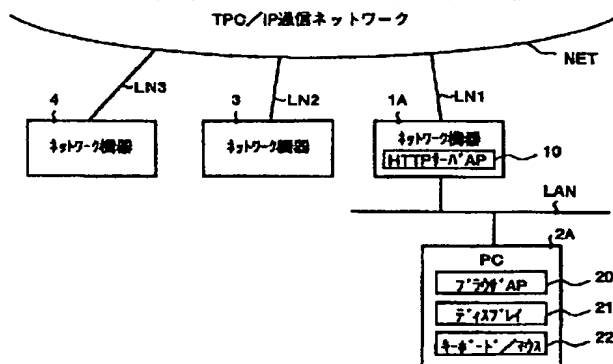 TPC/IP通信ネットワーク
NET
LN3
LN2
LN1
4
3
1A
ネットワーク機器
ネットワーク機器
ネットワーク機器
HTTPサーバAP
10
LAN
2A
PC
ブラウザAP
20
ディスプレイ
21
キーボード/マウス
22